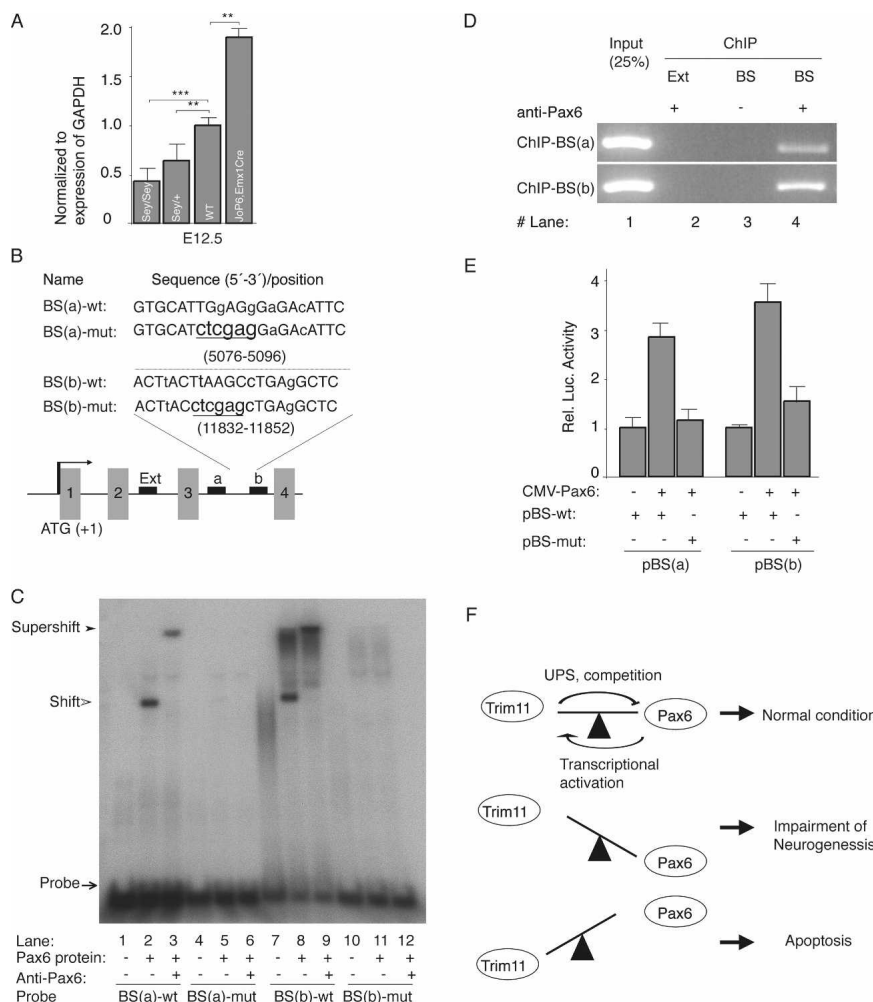 A
Normalized to
expression of GAPDH
2.0
1.5
1.0
0.5
0
***
**
**
Sey/Sey
Sey/+
WT
JoP6,Emx1Cre
E12.5
B
Name Sequence (5´-3´)/position
BS(a)-wt: GTGCATTGgAGgGaGAcATTC
BS(a)-mut: GTGCATctcgagGaGAcATTC
(5076-5096)
BS(b)-wt: ACTtACTtAAGCcTGAgGCTC
BS(b)-mut: ACTtACctcgagcTGAgGCTC
(11832-11852)
1 2 Ext 3 a b 4
ATG (+1)
C
Supershift
Shift
Probe
Lane: 1 2 3 4 5 6 7 8 9 10 11 12
Pax6 protein: - + + - + + - + + - + +
Anti-Pax6: - - + - - + - - + - - +
Probe BS(a)-wt BS(a)-mut BS(b)-wt BS(b)-mut
D
Input
(25%)
ChIP
Ext BS BS
anti-Pax6 + - +
ChIP-BS(a)
ChIP-BS(b)
# Lane: 1 2 3 4
E
Rel. Luc. Activity
4
3
2
1
0
CMV-Pax6: - + + - + +
pBS-wt: + + - + + -
pBS-mut: - - + - - +
pBS(a) pBS(b)
F
UPS, competition
Trim11 Pax6 Normal condition
Transcriptional
activation
Trim11
Pax6
Impairment of
Neurogenessis
Pax6
Trim11
Apoptosis